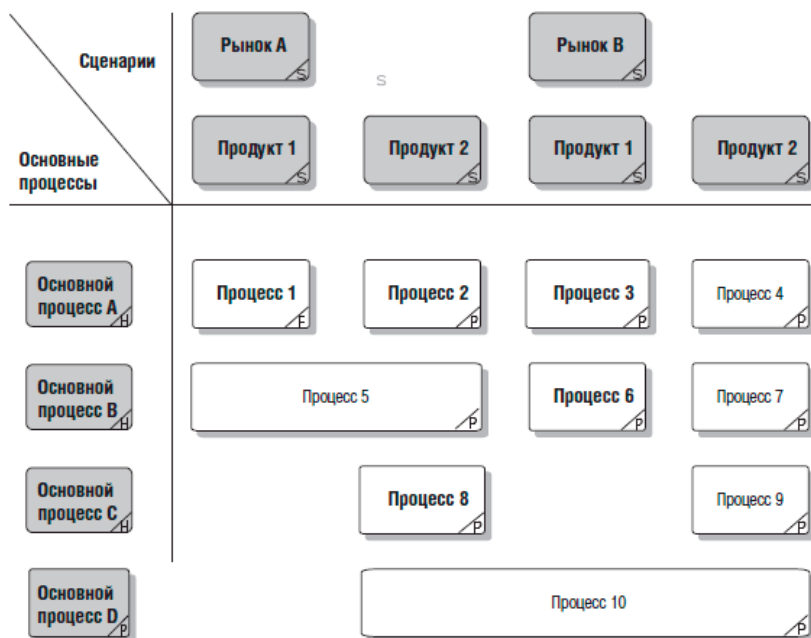 Сценарии
Рынок A
S
S
Рынок B
S
Основные
процессы
Продукт 1
S
Продукт 2
S
Продукт 1
S
Продукт 2
S
Основной
процесс A
H
Процесс 1
F
Процесс 2
P
Процесс 3
P
Процесс 4
P
Основной
процесс B
H
Процесс 5
P
Процесс 6
P
Процесс 7
P
Основной
процесс C
H
Процесс 8
P
Процесс 9
P
Основной
процесс D
P
Процесс 10
P